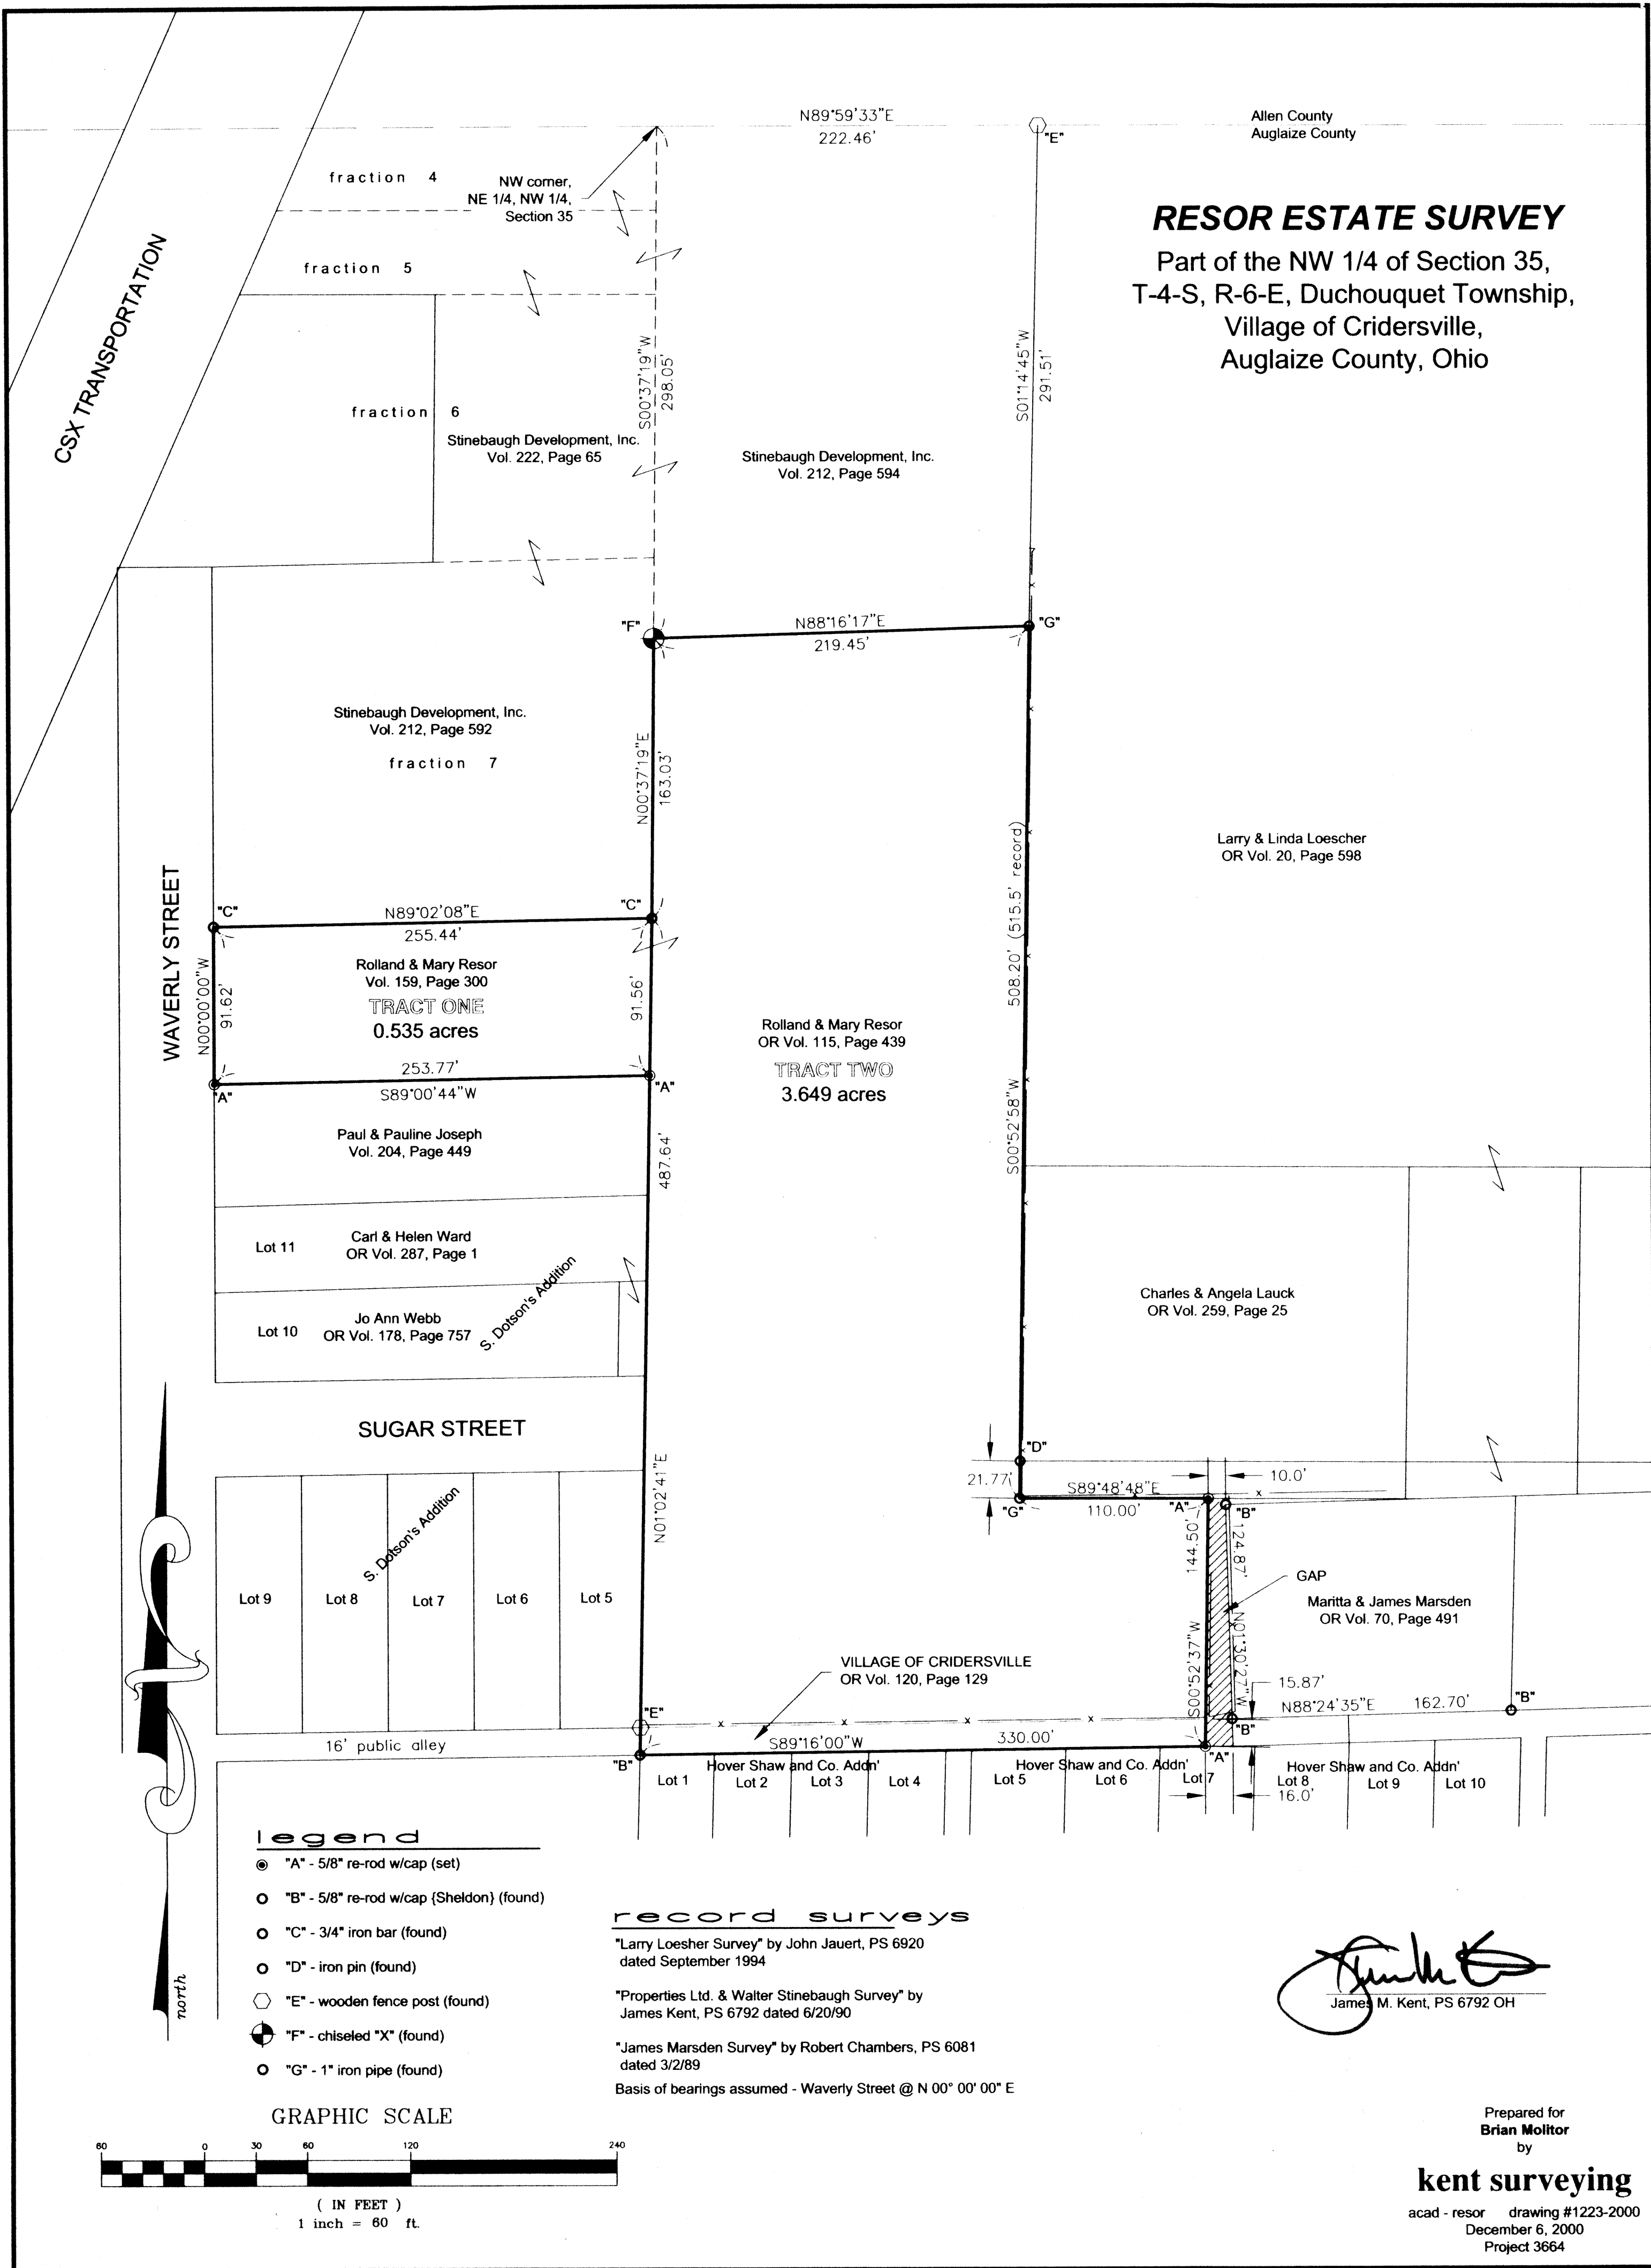 N89°59'33"E
222.46'
"E"
Allen County
Auglaize County
fraction 4
NW corner,
NE 1/4, NW 1/4,
Section 35
RESOR ESTATE SURVEY
Part of the NW 1/4 of Section 35,
T-4-S, R-6-E, Duchouquet Township,
Village of Cridersville,
Auglaize County, Ohio
CSX TRANSPORTATION
fraction 5
S00°37'19"W
298.05'
S01°14'45"W
291.51'
fraction 6
Stinebaugh Development, Inc.
Vol. 222, Page 65
Stinebaugh Development, Inc.
Vol. 212, Page 594
"F"
N88°16'17"E
219.45'
"G"
Stinebaugh Development, Inc.
Vol. 212, Page 592
fraction 7
N00°37'19"E
163.03'
Larry & Linda Loescher
OR Vol. 20, Page 598
WAVERLY STREET
"C"
N89°02'08"E
255.44'
"C"
N00°00'00"W
91.62'
Rolland & Mary Resor
Vol. 159, Page 300
TRACT ONE
0.535 acres
91.56'
253.77'
S89°00'44"W
"A"
"A"
Rolland & Mary Resor
OR Vol. 115, Page 439
TRACT TWO
3.649 acres
S00°52'58"W 508.20' (515.5' record)
Paul & Pauline Joseph
Vol. 204, Page 449
487.64'
Lot 11
Carl & Helen Ward
OR Vol. 287, Page 1
Lot 10
Jo Ann Webb
OR Vol. 178, Page 757
S. Dotson's Addition
Charles & Angela Lauck
OR Vol. 259, Page 25
SUGAR STREET
N01°02'41"E
"D"
21.77'
"G"
S89°48'48"E
110.00'
"A"
10.0'
"B"
S. Dotson's Addition
Lot 9
Lot 8
Lot 7
Lot 6
Lot 5
144.50'
S00°52'37"W
124.87'
N01°30'27"W
GAP
Maritta & James Marsden
OR Vol. 70, Page 491
VILLAGE OF CRIDERSVILLE
OR Vol. 120, Page 129
15.87'
N88°24'35"E 162.70'
"B"
"B"
"E"
16' public alley
S89°16'00"W 330.00'
"B"
"A"
Hover Shaw and Co. Addn'
Hover Shaw and Co. Addn'
Hover Shaw and Co. Addn'
Lot 1
Lot 2
Lot 3
Lot 4
Lot 5
Lot 6
Lot 7
Lot 8
Lot 9
Lot 10
16.0'
north
legend
"A" - 5/8" re-rod w/cap (set)
"B" - 5/8" re-rod w/cap {Sheldon} (found)
"C" - 3/4" iron bar (found)
"D" - iron pin (found)
"E" - wooden fence post (found)
"F" - chiseled "X" (found)
"G" - 1" iron pipe (found)
GRAPHIC SCALE
60 0 30 60 120 240
( IN FEET )
1 inch = 60 ft.
record surveys
"Larry Loesher Survey" by John Jauert, PS 6920
dated September 1994
"Properties Ltd. & Walter Stinebaugh Survey" by
James Kent, PS 6792 dated 6/20/90
"James Marsden Survey" by Robert Chambers, PS 6081
dated 3/2/89
Basis of bearings assumed - Waverly Street @ N 00° 00' 00" E
James M. Kent, PS 6792 OH
Prepared for
Brian Molitor
by
kent surveying
acad - resor drawing #1223-2000
December 6, 2000
Project 3664